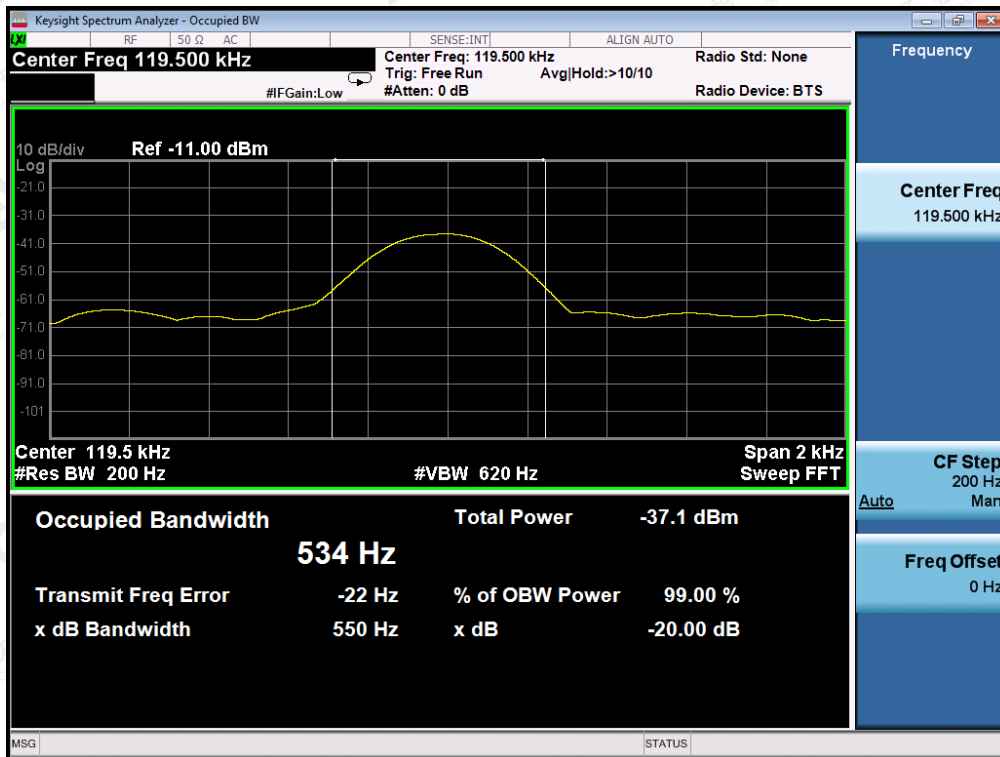 Keysight Spectrum Analyzer - Occupied BW
LXI RF 50 Ω AC SENSE:INT ALIGN AUTO
Center Freq 119.500 kHz
Center Freq: 119.500 kHz Radio Std: None
Trig: Free Run Avg|Hold:>10/10
#IFGain:Low #Atten: 0 dB Radio Device: BTS
10 dB/div Ref -11.00 dBm
Log
-21.0
-31.0
-41.0
-51.0
-61.0
-71.0
-81.0
-91.0
-101
Center 119.5 kHz Span 2 kHz
#Res BW 200 Hz #VBW 620 Hz Sweep FFT
Occupied Bandwidth Total Power -37.1 dBm
534 Hz
Transmit Freq Error -22 Hz % of OBW Power 99.00 %
x dB Bandwidth 550 Hz x dB -20.00 dB
MSG STATUS
Frequency
Center Freq
119.500 kHz
CF Step
200 Hz
Auto Man
Freq Offset
0 Hz